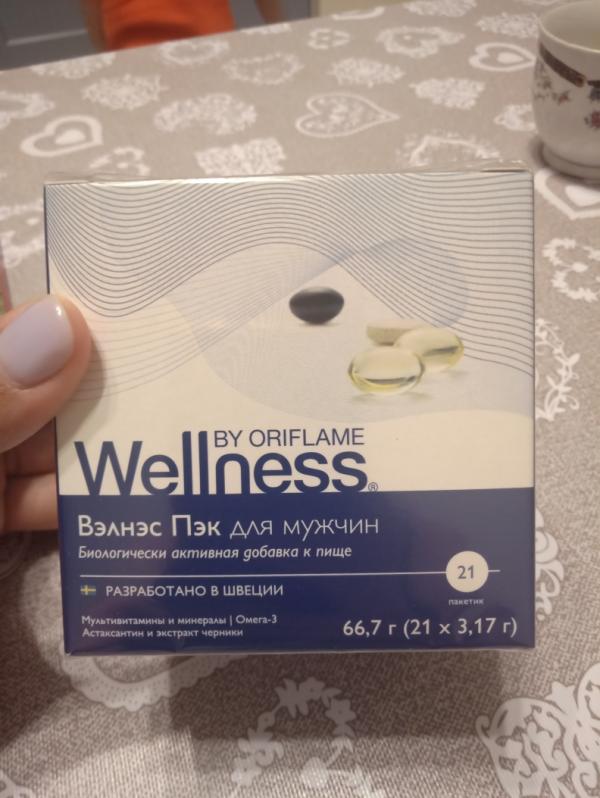 BY ORIFLAME
Wellness®
Вэлнэс Пэк для мужчин
Биологически активная добавка к пище
21
пакетик
РАЗРАБОТАНО В ШВЕЦИИ
Мультивитамины и минералы | Омега-3
Астаксантин и экстракт черники
66,7 г (21 x 3,17 г)